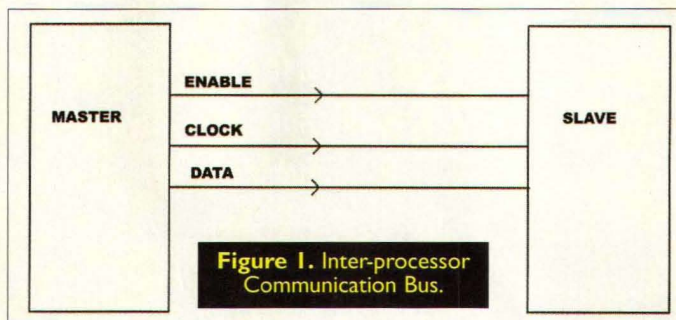 ENABLE
MASTER
SLAVE
CLOCK
DATA
Figure 1. Inter-processor
Communication Bus.